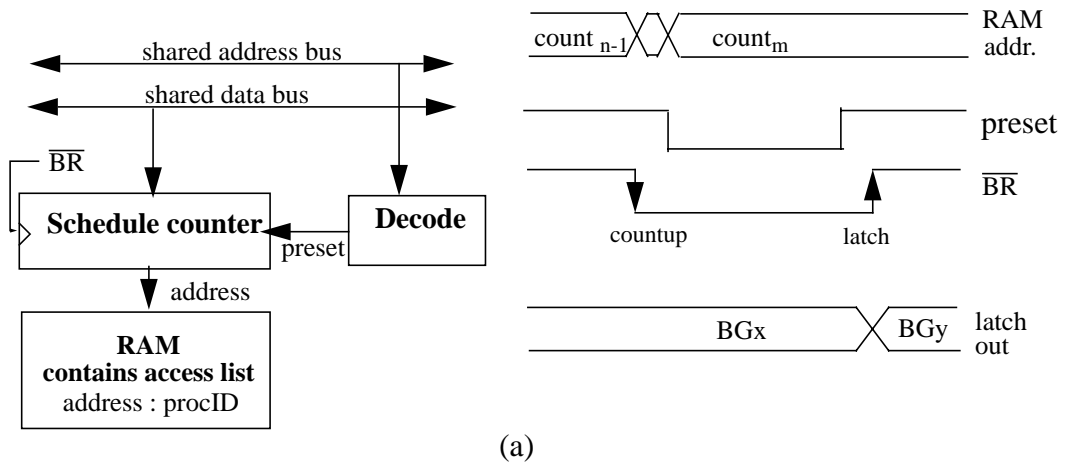 shared address bus
shared data bus
BR
Schedule counter
Decode
preset
address
RAM
contains access list
address : procID
count n-1
countm
RAM
addr.
preset
BR
countup
latch
BGx
BGy
latch
out
(a)